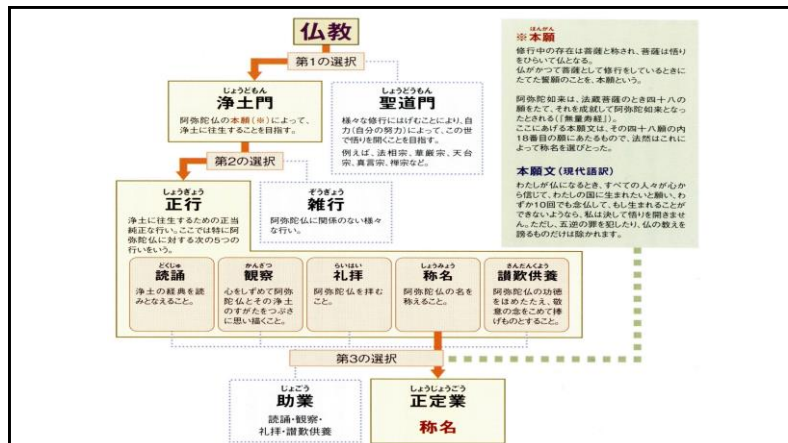 仏教
第1の選択
じょうどもん
浄土門
阿弥陀仏の本願(※)によって、
浄土に往生することを目指す。
しょうどうもん
聖道門
様々な修行にはげむことにより、自
力(自分の努力)によって、この世
で悟りを開くことを目指す。
例えば、法相宗、華厳宗、天台
宗、真言宗、禅宗など。
第2の選択
しょうぎょう
正行
浄土に往生するための正当
純正な行い。ここでは特に阿
弥陀仏に対する次の5つの
行いをいう。
ぞうぎょう
雑行
阿弥陀仏に関係のない様々
な行い。
どくじゅ
読誦
浄土の経典を読
みとなえること。
かんざつ
観察
心をしずめて阿弥
陀仏とその浄土
のすがたをつぶさ
に思い描くこと。
らいはい
礼拝
阿弥陀仏を拝む
こと。
しょうみょう
称名
阿弥陀仏の名を
称えること。
さんだんくよう
讃歎供養
阿弥陀仏の功徳
をほめたたえ、敬
意の念をこめて捧
げものとすること。
第3の選択
じょごう
助業
読誦・観察・
礼拝・讃歎供養
しょうじょうごう
正定業
称名
ほんがん
※本願
修行中の存在は菩薩と称され、菩薩は悟り
をひらいて仏となる。
仏がかつて菩薩として修行をしているときに
たてた誓願のことを、本願という。
阿弥陀如来は、法蔵菩薩のとき四十八の
願をたて、それを成就して阿弥陀如来となっ
たとされる(『無量寿経』)。
ここにあげる本願文は、その四十八願の内
18番目の願にあたるもので、法然はこれに
よって称名を選びとった。
本願文(現代語訳)
わたしが仏になるとき、すべての人々が心から
信じて、わたしの国に生まれたいと願い、わ
ずか10回でも念仏して、もし生まれることが
できないようなら、私は決して悟りを開きませ
ん。ただし、五逆の罪を犯したり、仏の教えを
謗るものだけは除かれます。